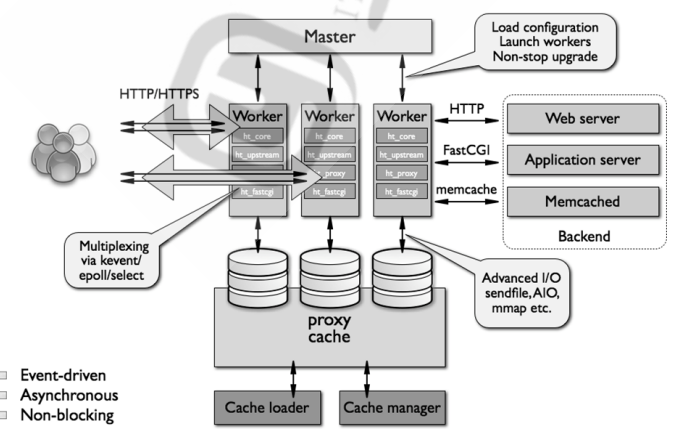 Master
Load configuration
Launch workers
Non-stop upgrade
HTTP/HTTPS
Worker
ht_core
ht_upstream
ht_fastcgi
Worker
ht_core
ht_upstream
_proxy
ht_fastcgi
Worker
ht_core
ht_upstream
ht_proxy
ht_fastcgi
HTTP
FastCGI
memcache
Web server
Application server
Memcached
Backend
Multiplexing
via kevent/
epoll/select
Advanced I/O
sendfile, AIO,
mmap etc.
proxy
cache
Event-driven
Asynchronous
Non-blocking
Cache loader
Cache manager